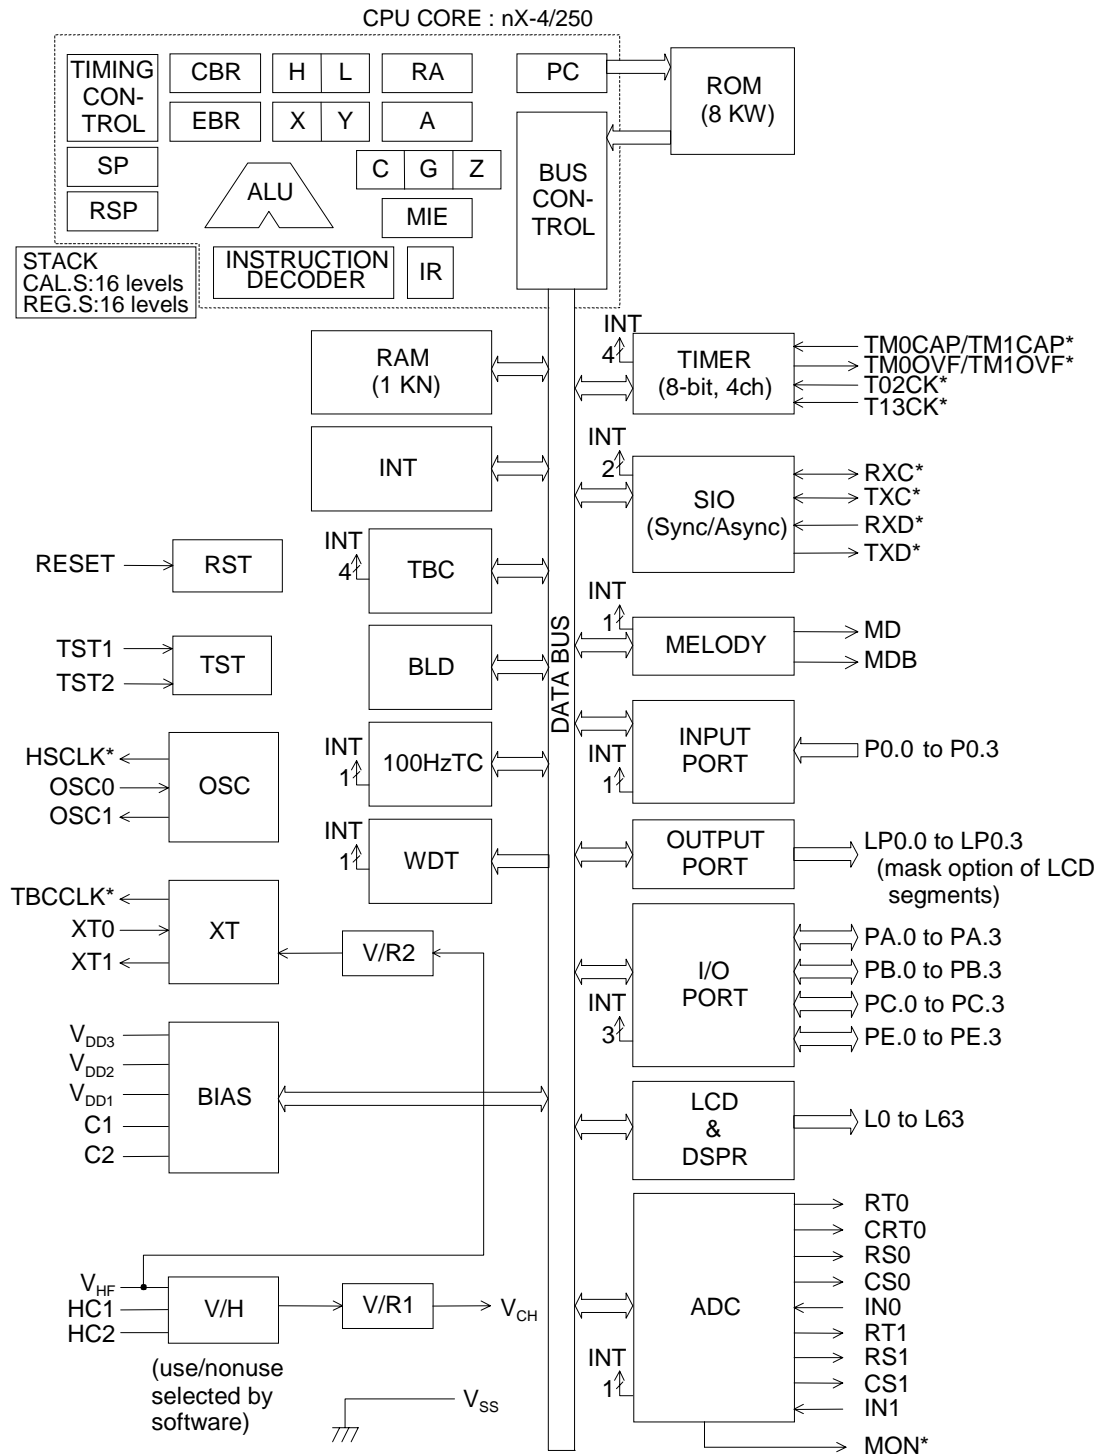 CPU CORE : nX-4/250
TIMING
CON-
TROL
CBR
H
L
RA
PC
ROM
(8 KW)
EBR
X
Y
A
SP
C
G
Z
BUS
CON-
TROL
ALU
RSP
MIE
STACK
CAL.S:16 levels
REG.S:16 levels
INSTRUCTION
DECODER
IR
RAM
(1 KN)
INT
4
TIMER
(8-bit, 4ch)
TM0CAP/TM1CAP*
TM0OVF/TM1OVF*
T02CK*
T13CK*
INT
INT
2
SIO
(Sync/Async)
RXC*
TXC*
RXD*
TXD*
RESET
RST
INT
4
TBC
DATA BUS
INT
1
MELODY
MD
MDB
TST1
TST2
TST
BLD
INPUT
PORT
INT
1
P0.0 to P0.3
HSCLK*
OSC0
OSC1
OSC
INT
1
100HzTC
INT
1
WDT
OUTPUT
PORT
LP0.0 to LP0.3
(mask option of LCD
segments)
TBCCLK*
XT0
XT1
XT
V/R2
I/O
PORT
INT
3
PA.0 to PA.3
PB.0 to PB.3
PC.0 to PC.3
PE.0 to PE.3
VDD3
VDD2
VDD1
C1
C2
BIAS
LCD
&
DSPR
L0 to L63
VHF
HC1
HC2
V/H
V/R1
VCH
(use/nonuse
selected by
software)
VSS
ADC
INT
1
RT0
CRT0
RS0
CS0
IN0
RT1
RS1
CS1
IN1
MON*